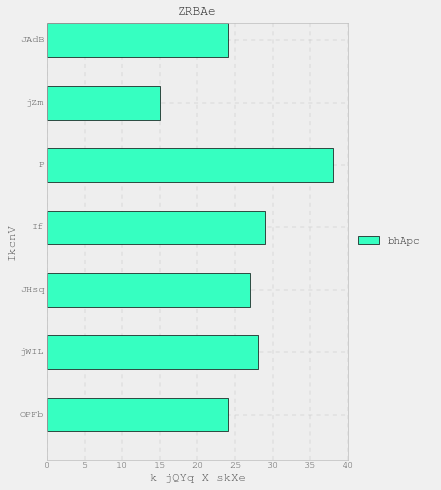 ZRBAe
JAdB
jZm
P
If
JHsq
jWIL
OPFb
IkcnV
0 5 10 15 20 25 30 35 40
k jQYq X skXe
bhApc